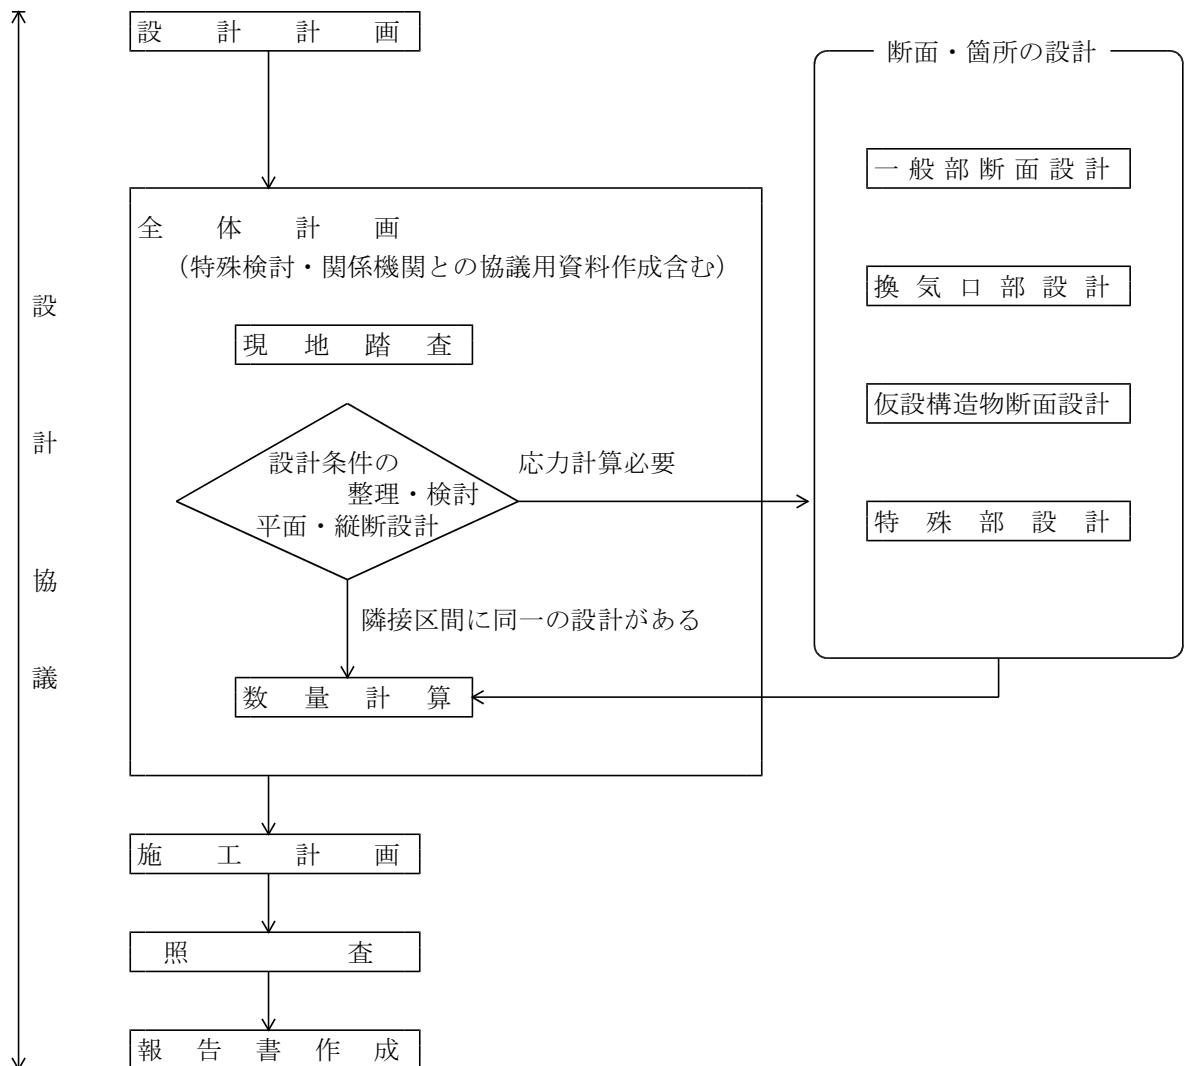 設計計画
全体計画
（特殊検討・関係機関との協議用資料作成含む）
現地踏査
設計条件の
整理・検討
平面・縦断設計
応力計算必要
隣接区間に同一の設計がある
数量計算
施工計画
照査
報告書作成
設計協議
断面・箇所の設計
一般部断面設計
換気口部設計
仮設構造物断面設計
特殊部設計